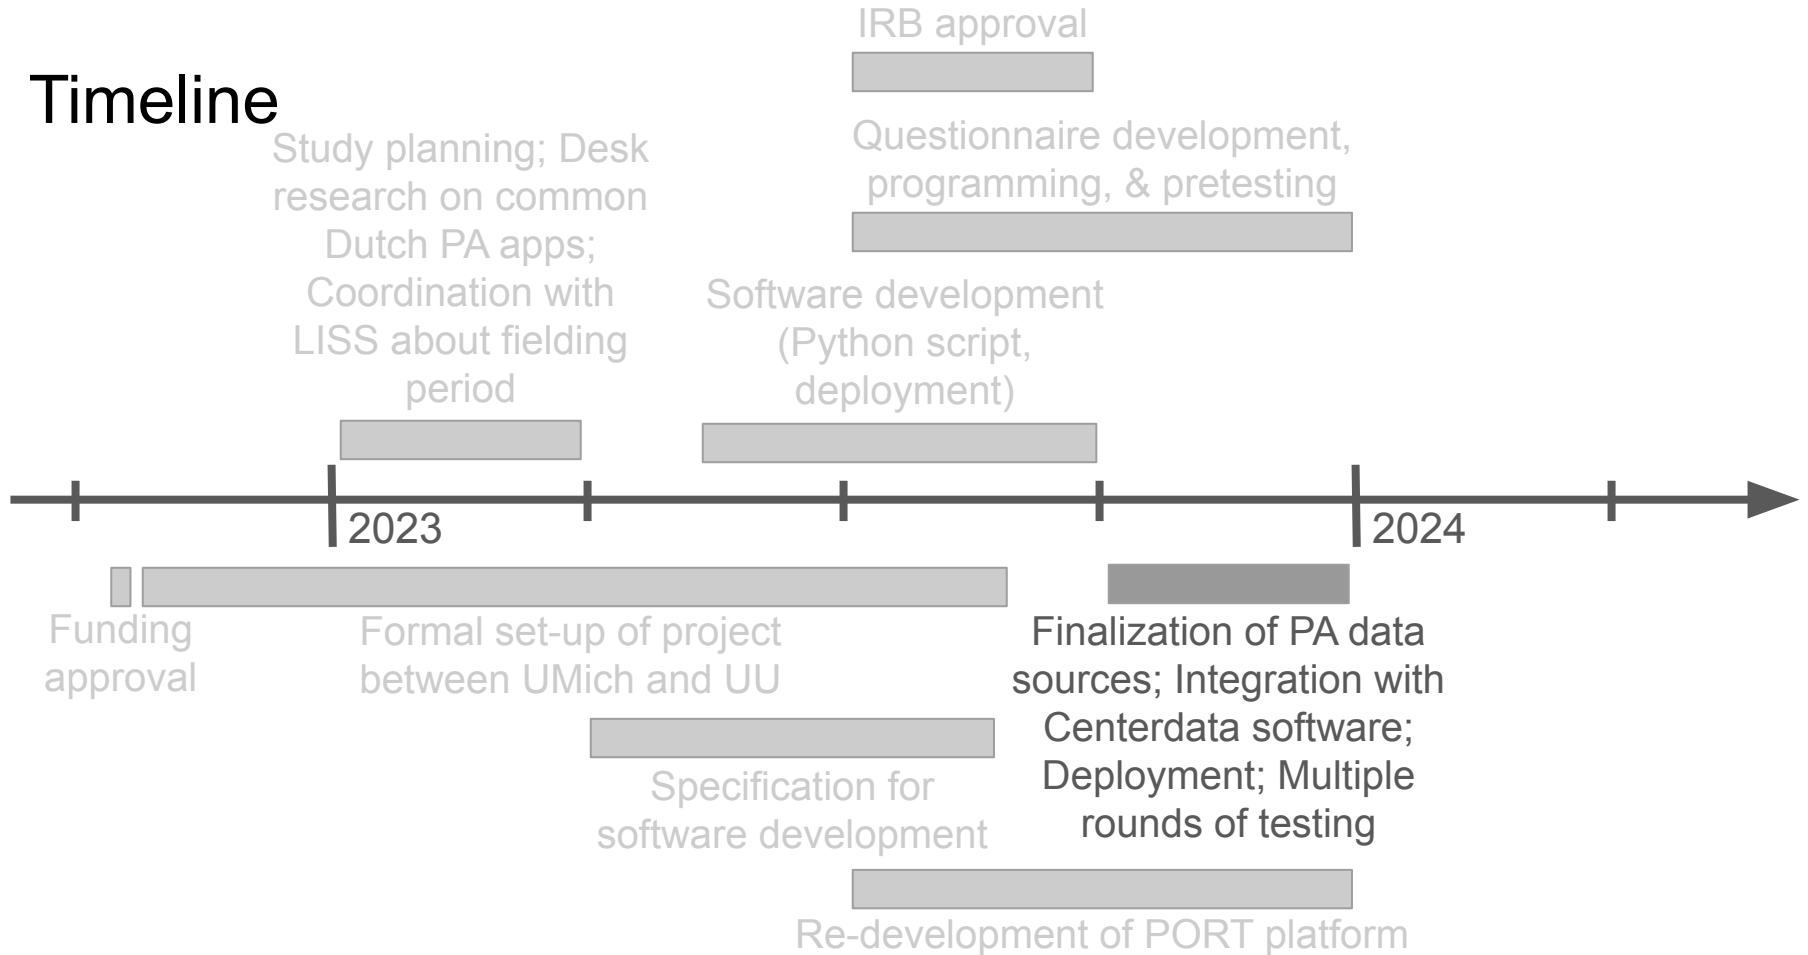 Timeline
IRB approval
Questionnaire development,
programming, & pretesting
Study planning; Desk
research on common
Dutch PA apps;
Coordination with
LISS about fielding
period
Software development
(Python script,
deployment)
2023
2024
Funding
approval
Formal set-up of project
between UMich and UU
Finalization of PA data
sources; Integration with
Centerdata software;
Deployment; Multiple
rounds of testing
Specification for
software development
Re-development of PORT platform